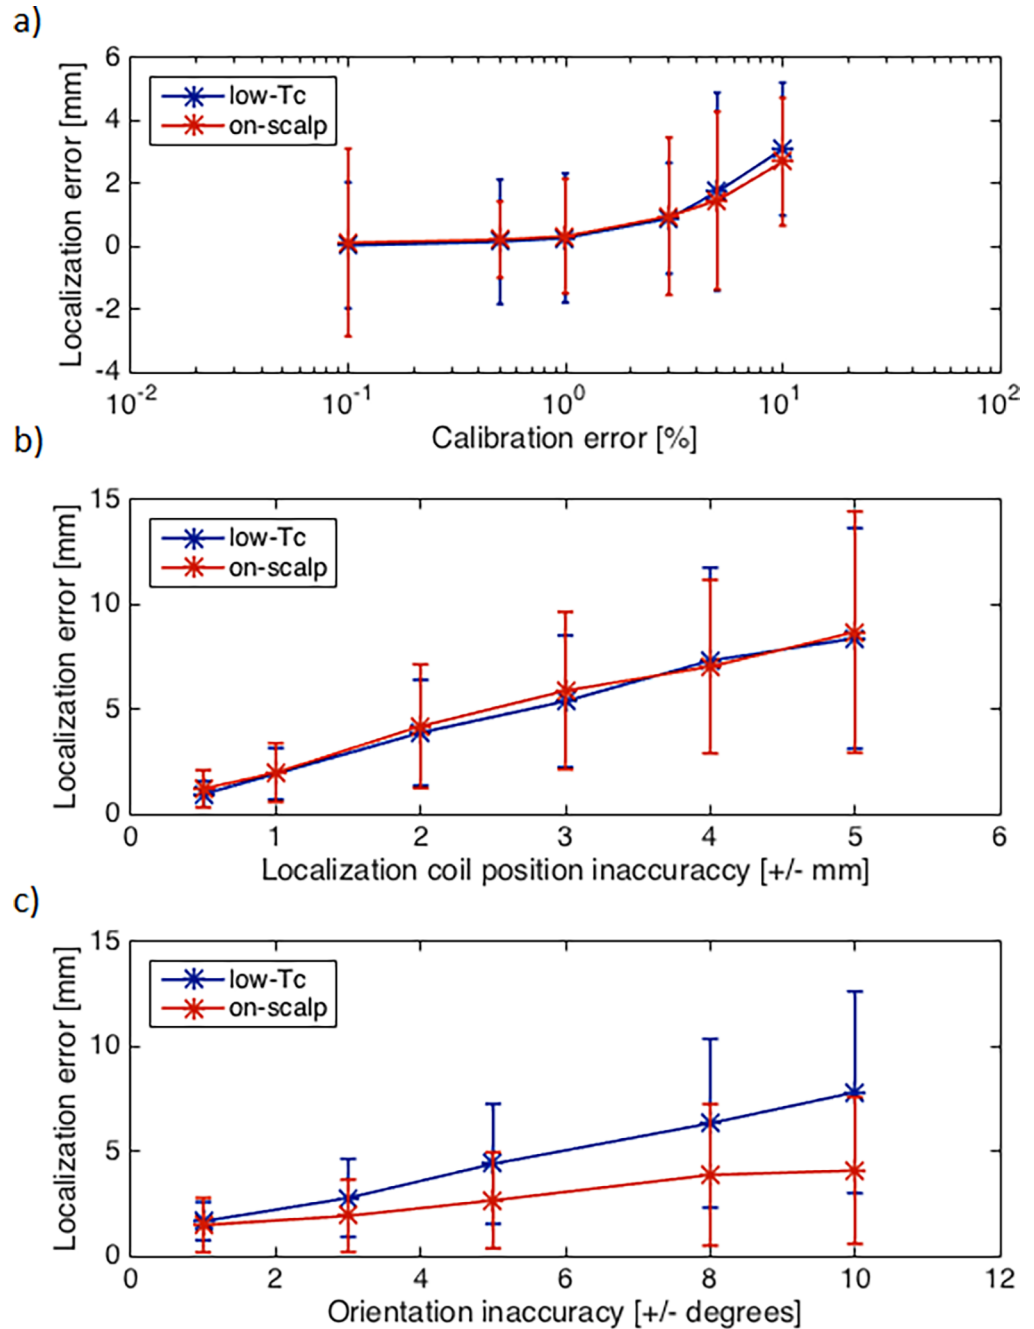 a)
Localization error [mm]
6
4
2
0
-2
-4
low-Tc
on-scalp
10-2
10-1
100
101
102
Calibration error [%]
b)
Localization error [mm]
15
10
5
0
low-Tc
on-scalp
0 1 2 3 4 5 6
Localization coil position inaccuraccy [+/- mm]
c)
Localization error [mm]
15
10
5
0
low-Tc
on-scalp
0 2 4 6 8 10 12
Orientation inaccuracy [+/- degrees]